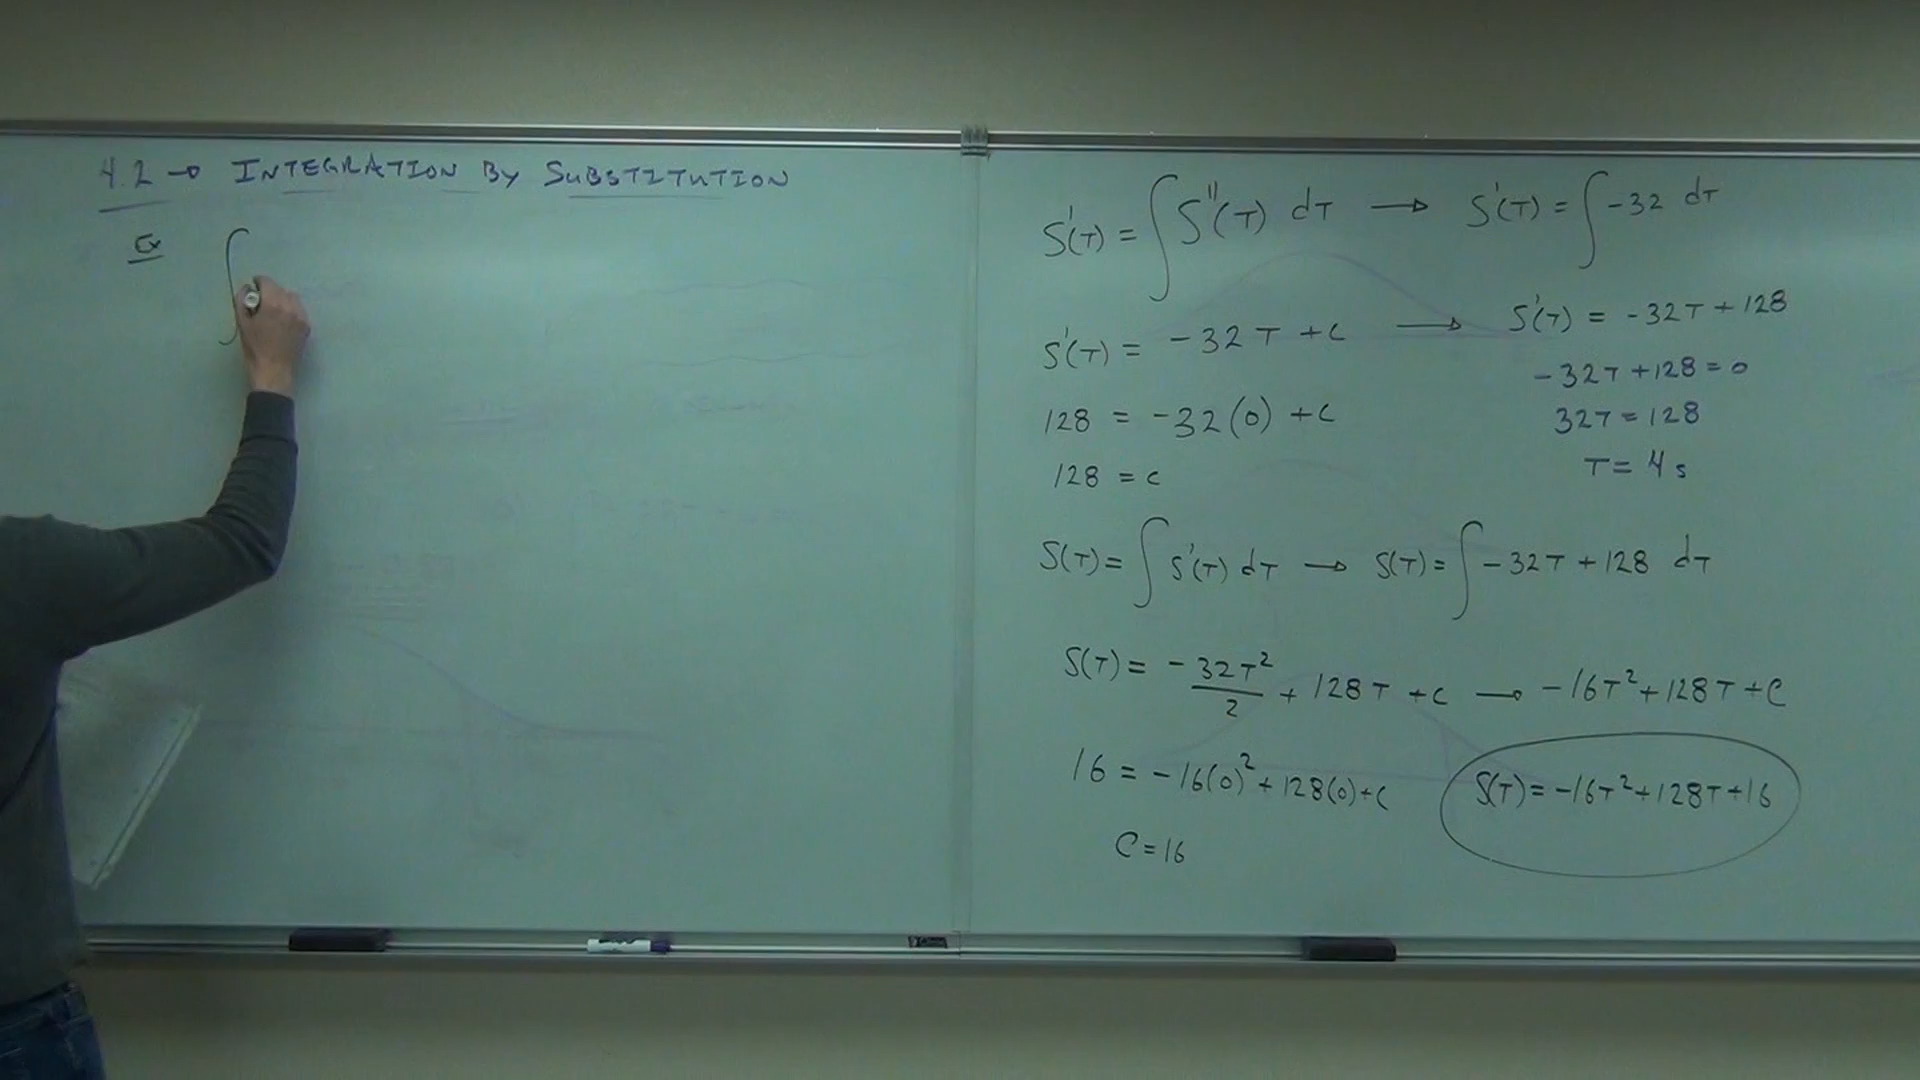 4.2 → INTEGRATION BY SUBSTITUTION
Ex ∫
S'(T) = ∫ S''(T) dT → S'(T) = ∫ -32 dT
S'(T) = -32T + C → S'(T) = -32T + 128
-32T + 128 = 0
128 = -32(0) + C
32T = 128
128 = C
T = 4 s
S(T) = ∫ S'(T) dT → S(T) = ∫ -32T + 128 dT
S(T) = -32T²/2 + 128T + C → -16T² + 128T + C
16 = -16(0)² + 128(0) + C
S(T) = -16T² + 128T + 16
C = 16